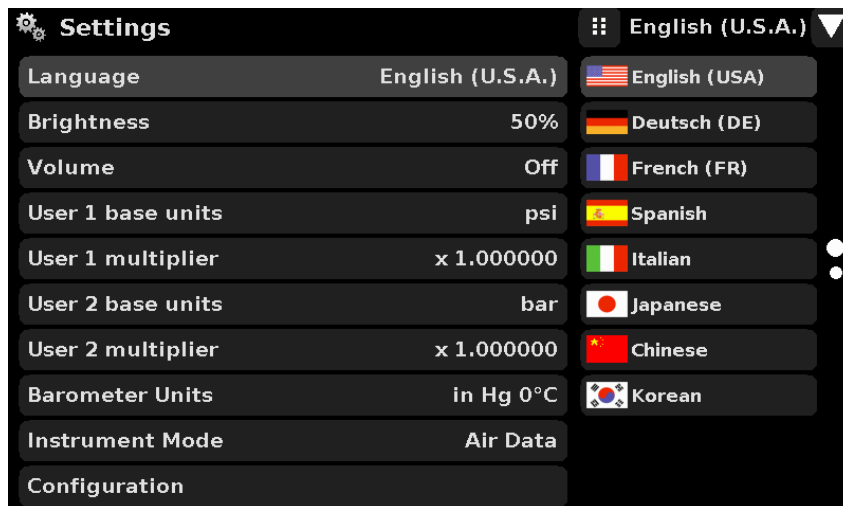 Settings
English (U.S.A.)
Language English (U.S.A.)
Brightness 50%
Volume Off
User 1 base units psi
User 1 multiplier x 1.000000
User 2 base units bar
User 2 multiplier x 1.000000
Barometer Units in Hg 0°C
Instrument Mode Air Data
Configuration
English (USA)
Deutsch (DE)
French (FR)
Spanish
Italian
Japanese
Chinese
Korean